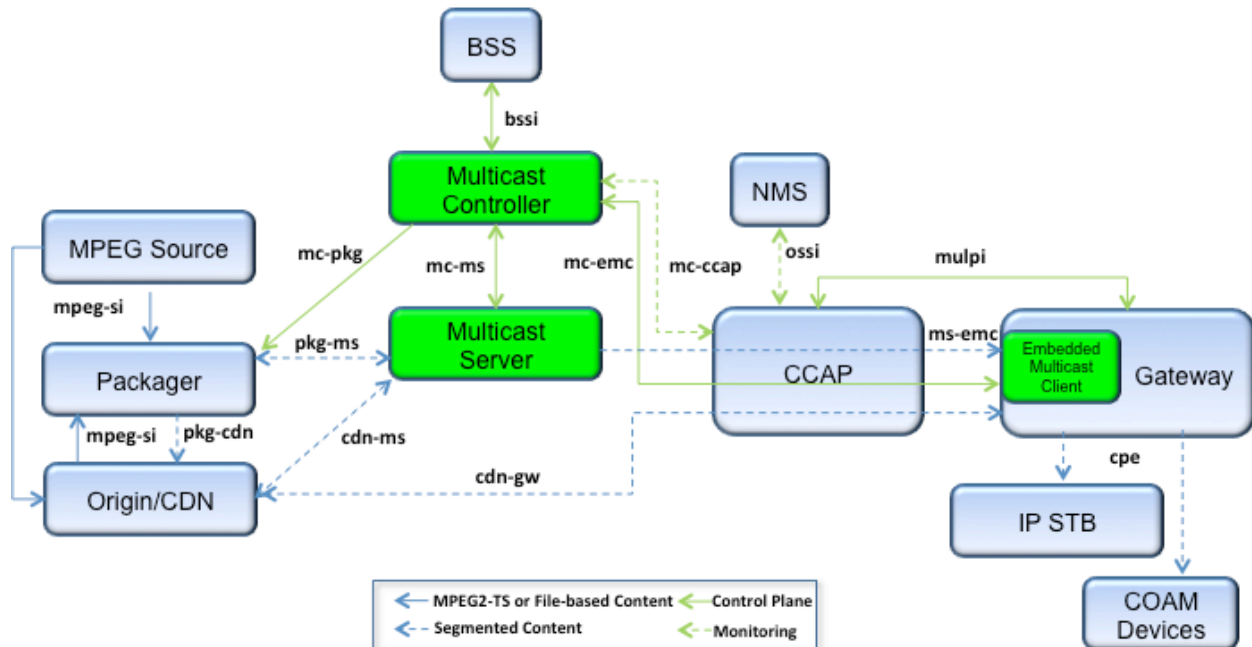 BSS
bssi
Multicast
Controller
NMS
MPEG Source
mc-pkg
mc-ms
mc-emc
mc-ccap
ossi
mulpi
mpeg-si
Multicast
Server
pkg-ms
ms-emc
Packager
CCAP
Embedded
Multicast
Client
Gateway
mpeg-si
pkg-cdn
cdn-ms
cpe
Origin/CDN
cdn-gw
IP STB
MPEG2-TS or File-based Content
Control Plane
Segmented Content
Monitoring
COAM
Devices